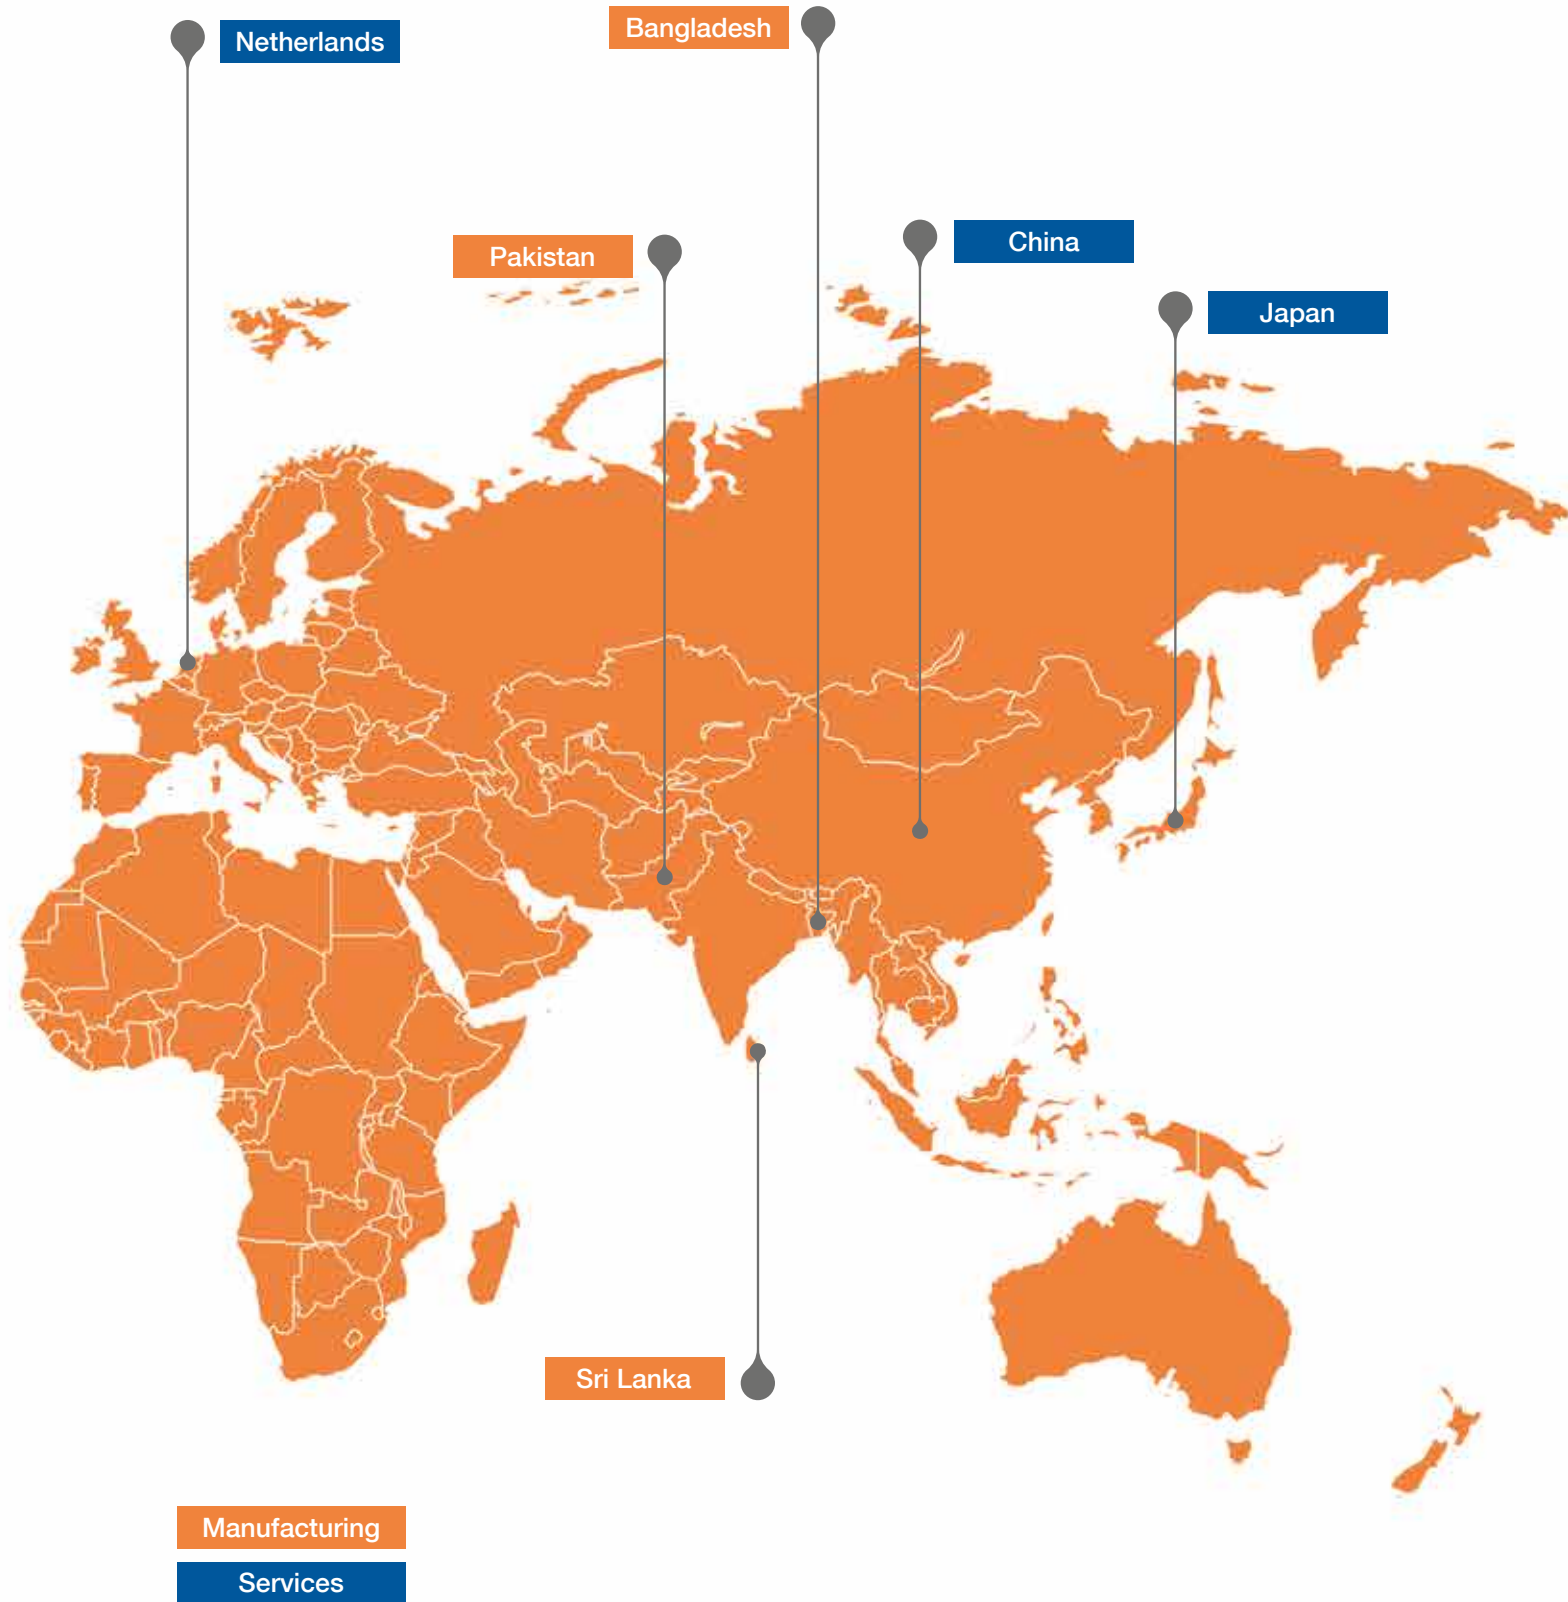 Netherlands
Bangladesh
Pakistan
China
Japan
Sri Lanka
Manufacturing
Services